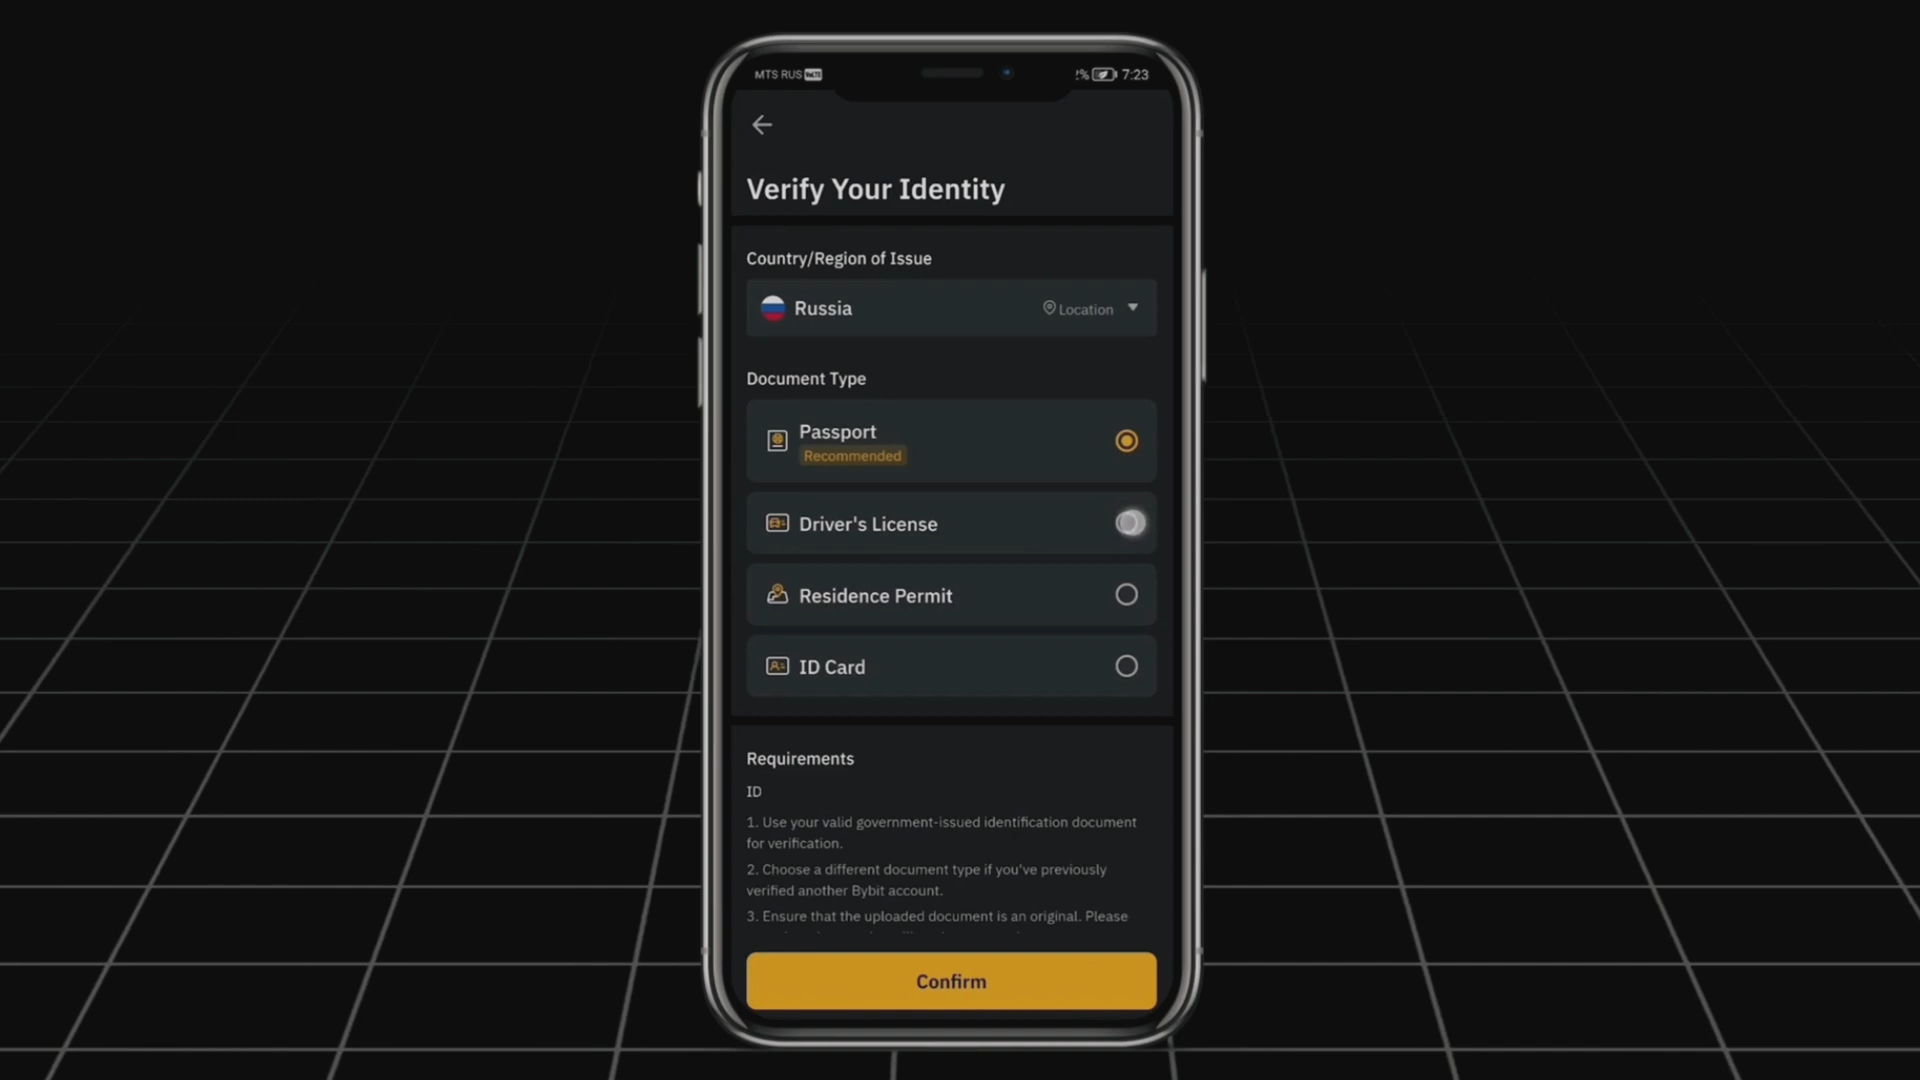 MTS RUS VoLTE
!% 7:23
Verify Your Identity
Country/Region of Issue
Russia
Location
Document Type
Passport
Recommended
Driver's License
Residence Permit
ID Card
Requirements
ID
1. Use your valid government-issued identification document
for verification.
2. Choose a different document type if you've previously
verified another Bybit account.
3. Ensure that the uploaded document is an original. Please
Confirm